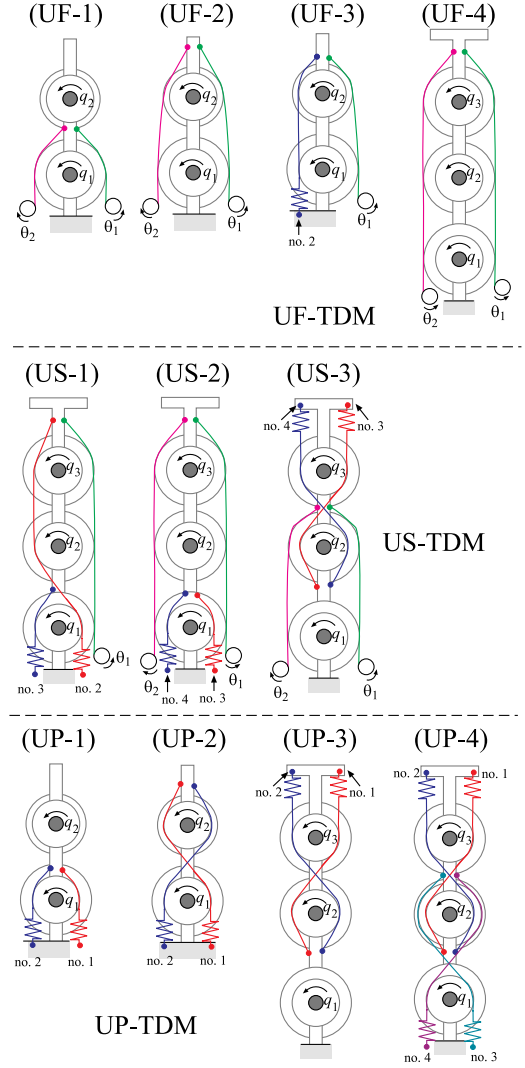 (UF-1) (UF-2) (UF-3) (UF-4)
q2 q2 q2 q3
q1 q1 q1 q2
q1
θ2 θ1 θ2 θ1 no. 2 θ2 θ1
UF-TDM
(US-1) (US-2) (US-3)
no. 4 no. 3
q3 q3 q3
q2 q2 q2
US-TDM
q1 q1 q1
θ1 θ2 θ1 θ2 θ1
no. 3 no. 2 no. 4 no. 3
(UP-1) (UP-2) (UP-3) (UP-4)
no. 2 no. 1 no. 2 no. 1
q2 q2 q3 q3
q1 q1 q2 q2
no. 2 no. 1 no. 2 no. 1
q1 q1
UP-TDM
no. 4 no. 3